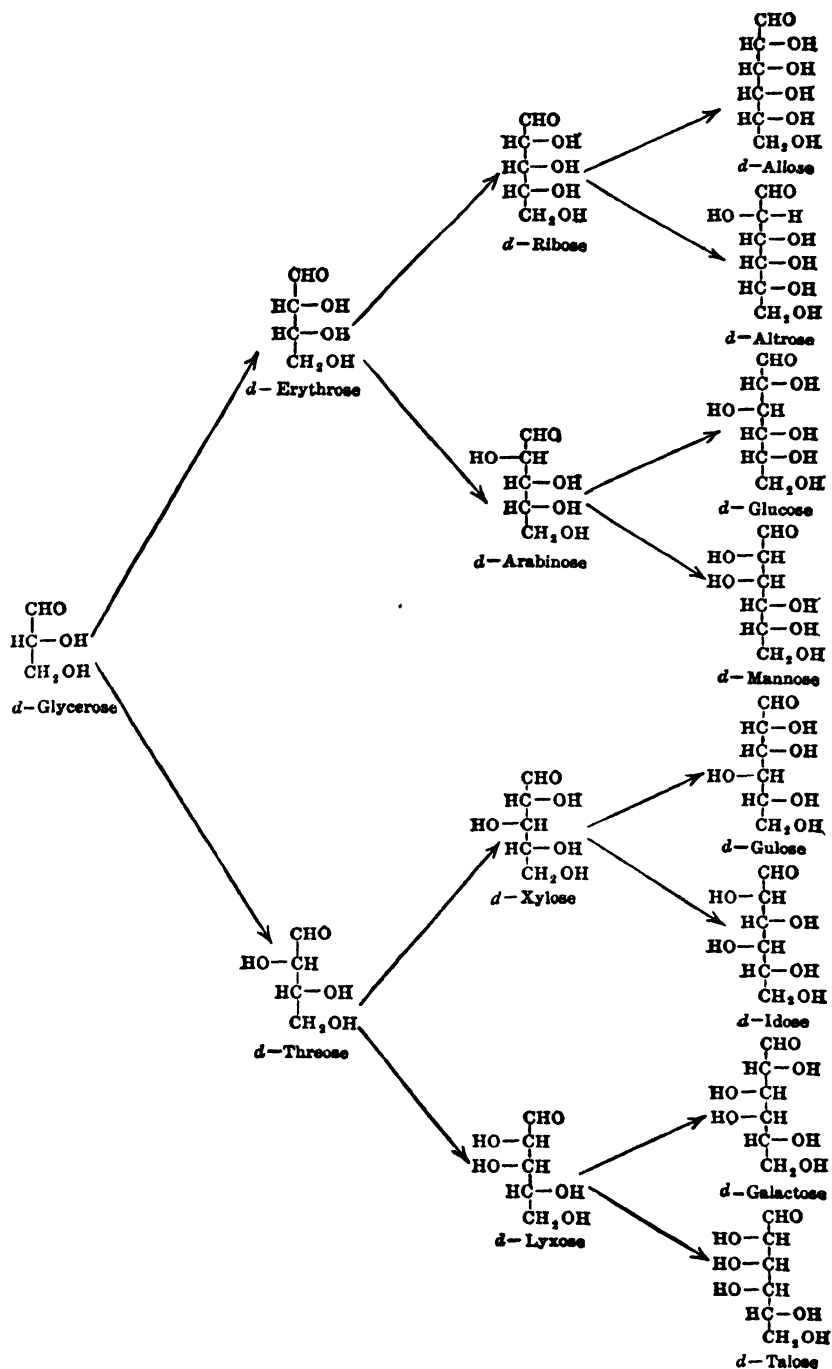 CHO
HC—OH
CH₂OH
d—Glycerose
CHO
HC—OH
HC—OH
CH₂OH
d—Erythrose
CHO
HO—CH
HC—OH
CH₂OH
d—Threose
CHO
HC—OH
HC—OH
HC—OH
CH₂OH
d—Ribose
CHO
HO—CH
HC—OH
HC—OH
CH₂OH
d—Arabinose
CHO
HC—OH
HO—CH
HC—OH
CH₂OH
d—Xylose
CHO
HO—CH
HO—CH
HC—OH
CH₂OH
d—Lyxose
CHO
HC—OH
HC—OH
HC—OH
HC—OH
CH₂OH
d—Allose
CHO
HO—C—H
HC—OH
HC—OH
HC—OH
CH₂OH
d—Altrose
CHO
HC—OH
HO—CH
HC—OH
HC—OH
CH₂OH
d—Glucose
CHO
HO—CH
HO—CH
HC—OH
HC—OH
CH₂OH
d—Mannose
CHO
HC—OH
HC—OH
HO—CH
HC—OH
CH₂OH
d—Gulose
CHO
HO—CH
HC—OH
HO—CH
HC—OH
CH₂OH
d—Idose
CHO
HC—OH
HO—CH
HO—CH
HC—OH
CH₂OH
d—Galactose
CHO
HO—CH
HO—CH
HO—CH
HC—OH
CH₂OH
d—Talose